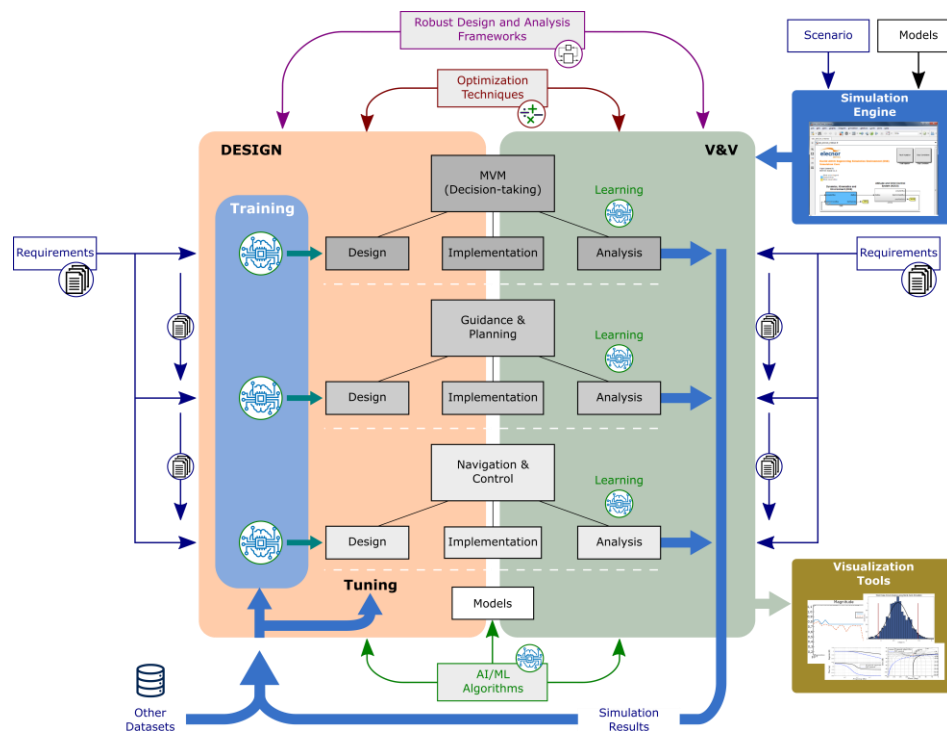 Robust Design and Analysis
Frameworks
Scenario
Models
Optimization
Techniques
Simulation
Engine
elecnor
DESIGN
V&V
MVM
(Decision-taking)
Learning
Training
Requirements
Design
Implementation
Analysis
Requirements
Guidance &
Planning
Learning
Design
Implementation
Analysis
Navigation &
Control
Learning
Design
Implementation
Analysis
Tuning
Models
Visualization
Tools
Magnitude
AI/ML
Algorithms
Other
Datasets
Simulation
Results